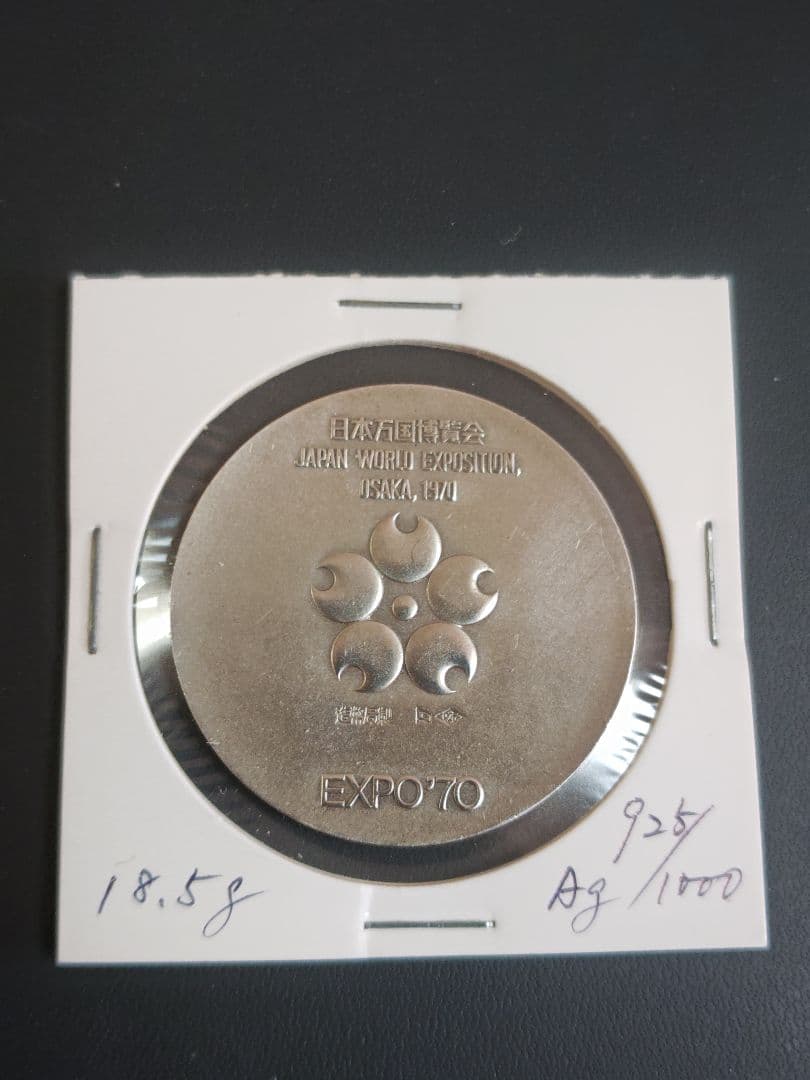 日本万国博覧会
JAPAN WORLD EXPOSITION,
OSAKA, 1970
造幣局製
EXPO'70
18.5g
925/
Ag /1000